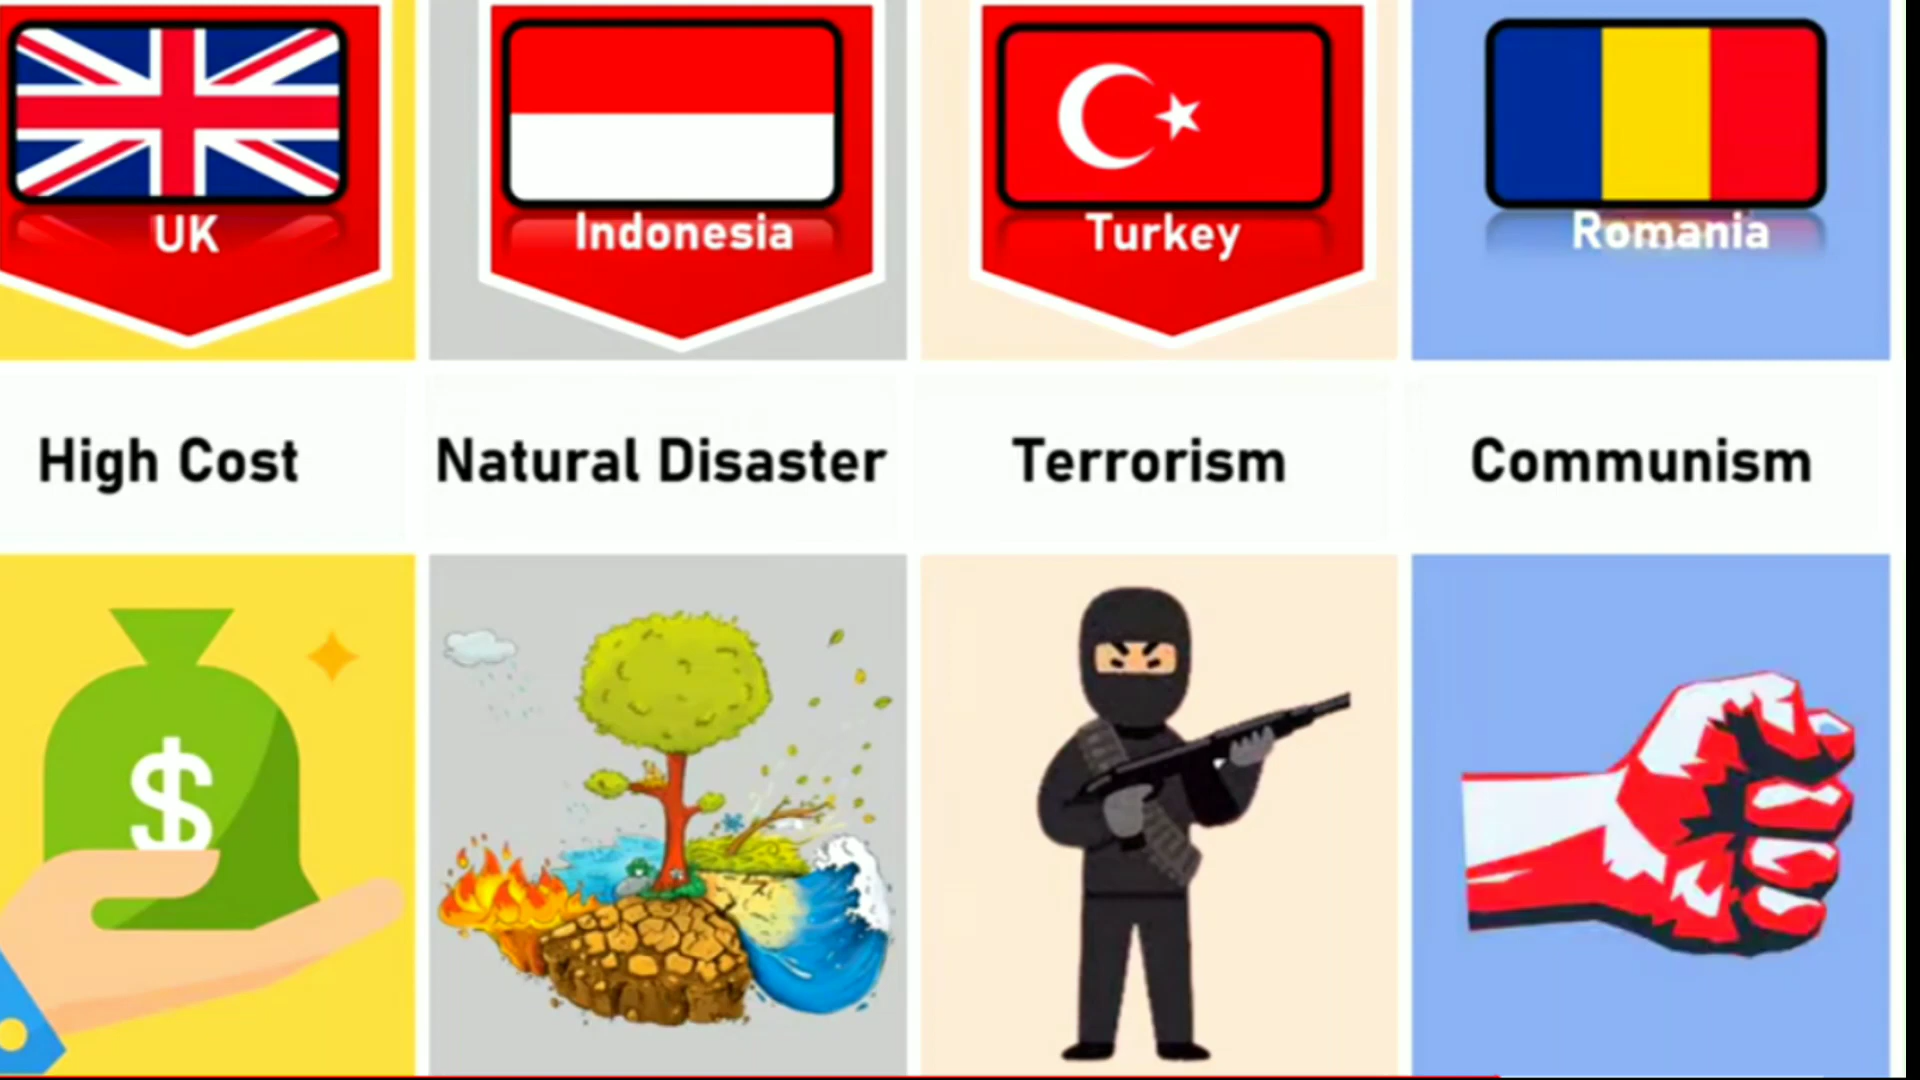 UK
Indonesia
Turkey
Romania
High Cost
Natural Disaster
Terrorism
Communism
$